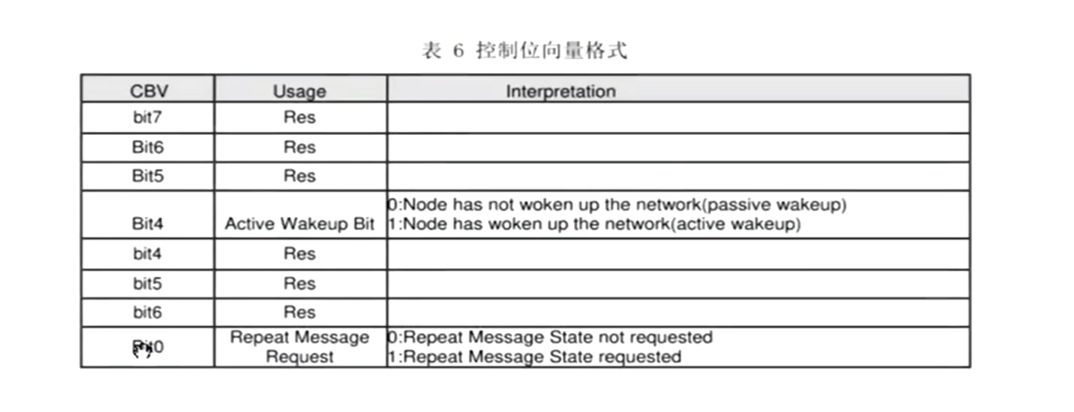 表 6 控制位向量格式
CBV Usage Interpretation
bit7 Res
Bit6 Res
Bit5 Res
0:Node has not woken up the network(passive wakeup)
Bit4 Active Wakeup Bit 1:Node has woken up the network(active wakeup)
bit4 Res
bit5 Res
bit6 Res
Repeat Message 0:Repeat Message State not requested
Bit0
Request 1:Repeat Message State requested